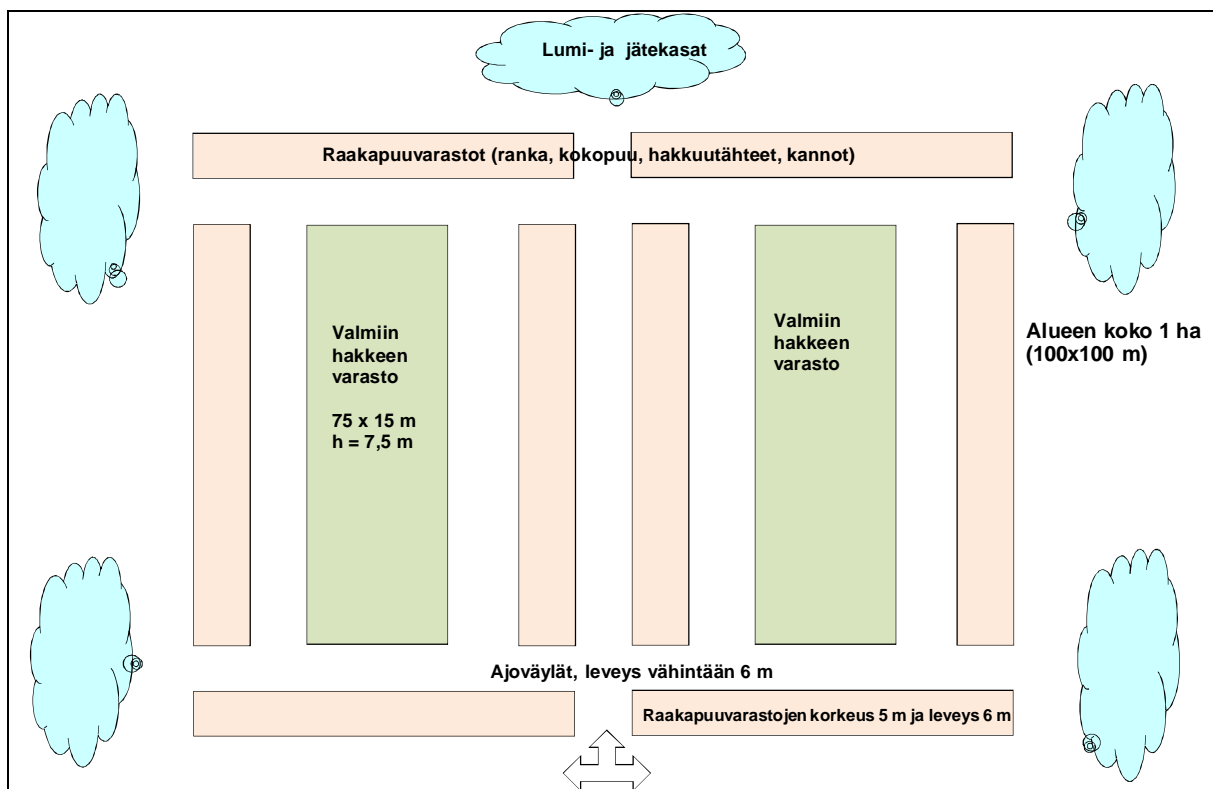 Lumi- ja jätekasat
Raakapuuvarastot (ranka, kokopuu, hakkuutähteet, kannot)
Valmiin
hakkeen
varasto
75 x 15 m
h = 7,5 m
Valmiin
hakkeen
varasto
Alueen koko 1 ha
(100x100 m)
Ajoväylät, leveys vähintään 6 m
Raakapuuvarastojen korkeus 5 m ja leveys 6 m